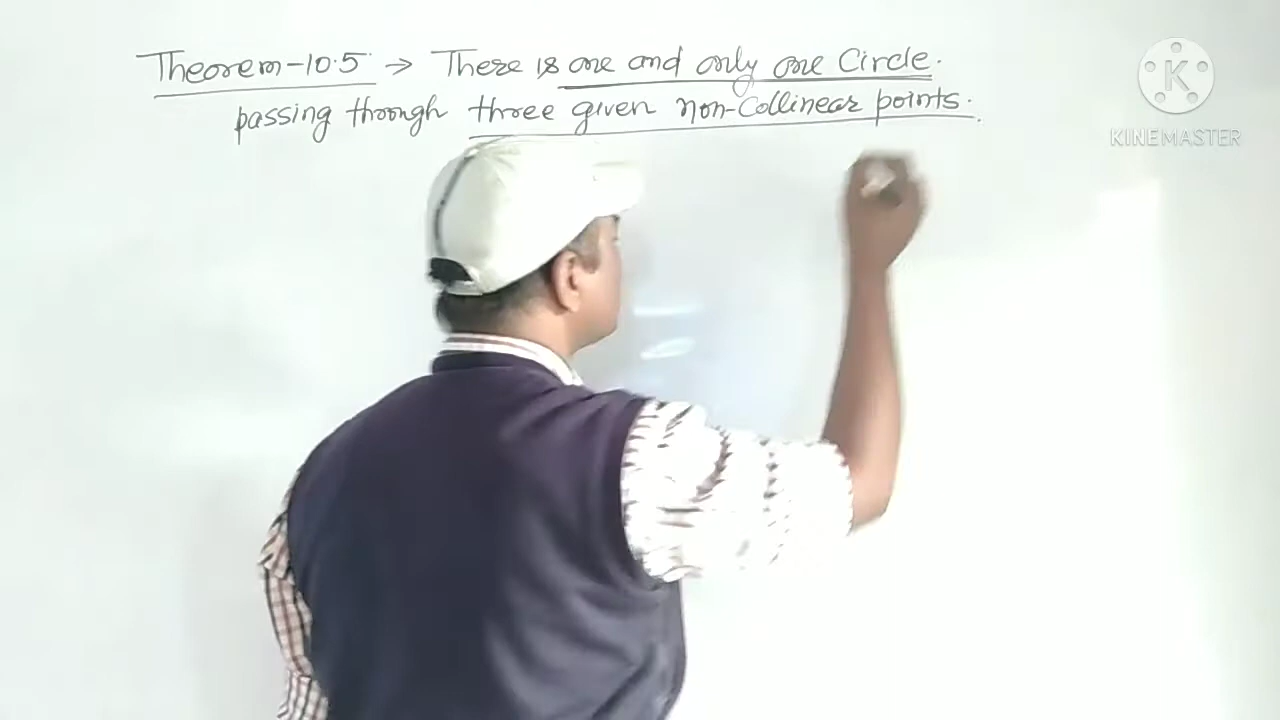 Theorem-10.5 → There is one and only one Circle.
passing through three given non-Collinear points.
K
KINEMASTER